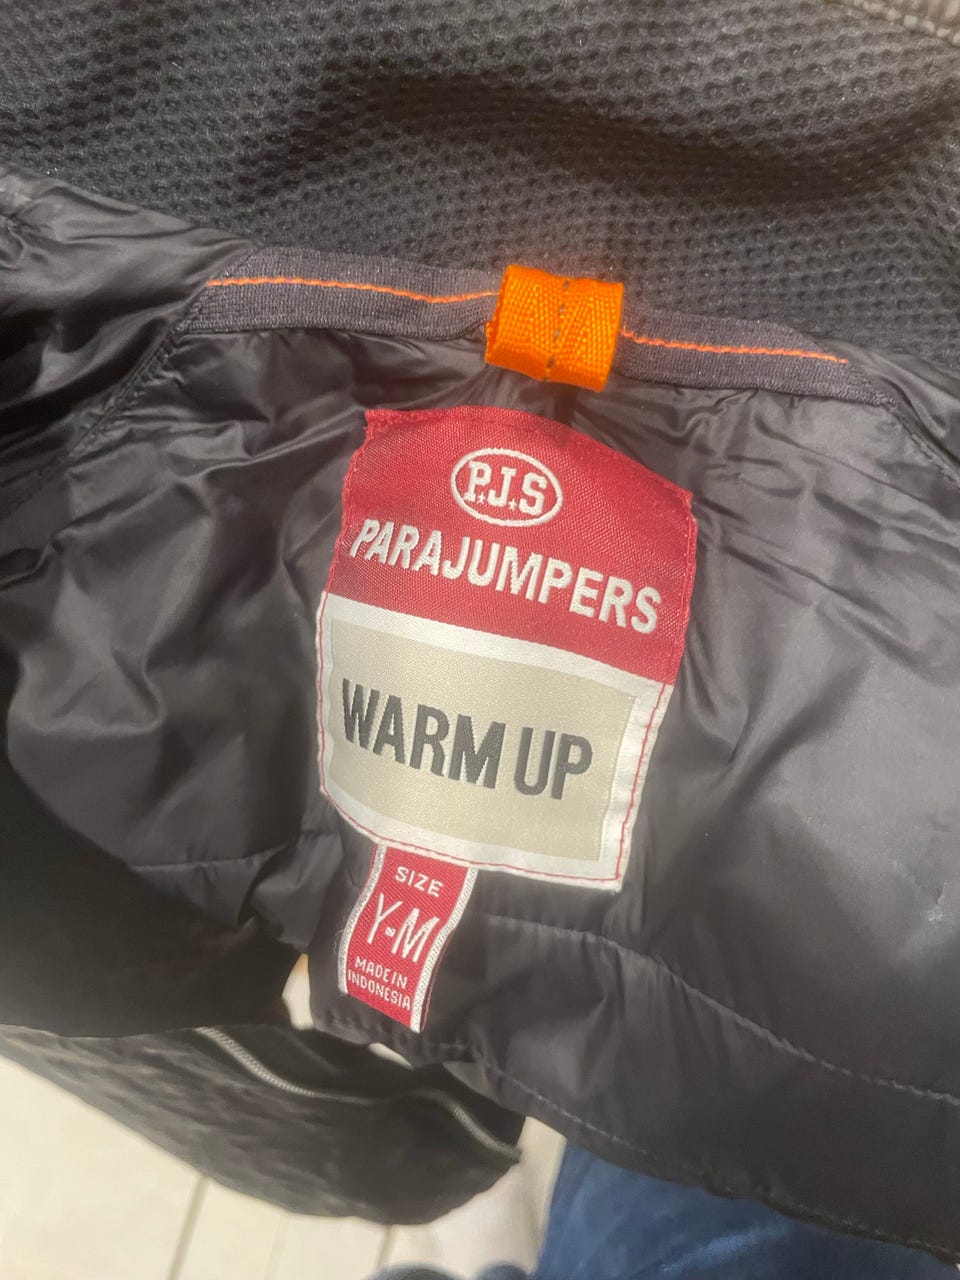 P.J.S
PARAJUMPERS
WARM UP
SIZE
Y-M
MADE IN
INDONESIA